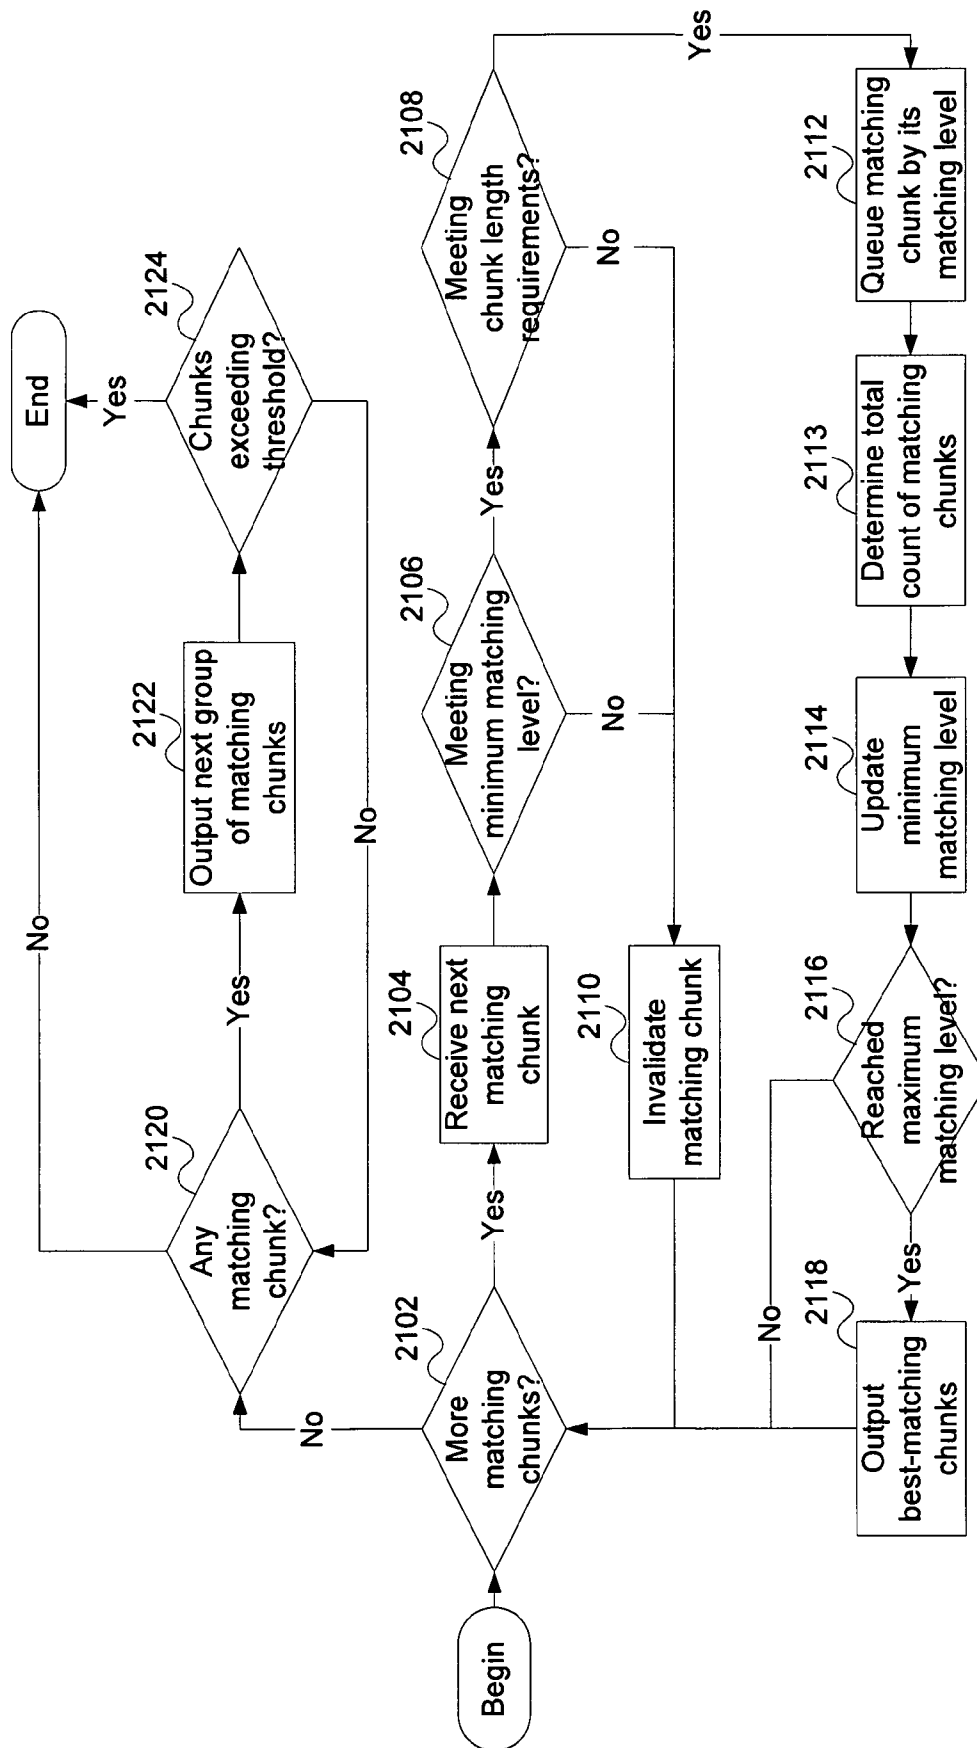 Begin
2102
More
matching
chunks?
No
Yes
2104
Receive next
matching
chunk
2106
Meeting
minimum matching
level?
No
Yes
2108
Meeting
chunk length
requirements?
No
Yes
2110
Invalidate
matching chunk
2112
Queue matching
chunk by its
matching level
2113
Determine total
count of matching
chunks
2114
Update
minimum
matching level
2116
Reached
maximum
matching level?
No
Yes
2118
Output
best-matching
chunks
2120
Any
matching
chunk?
No
Yes
2122
Output next group
of matching
chunks
2124
Chunks
exceeding
threshold?
No
Yes
End